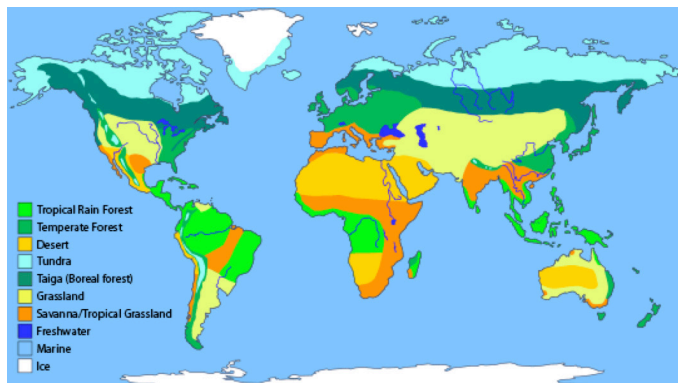 Tropical Rain Forest
Temperate Forest
Desert
Tundra
Taiga (Boreal forest)
Grassland
Savanna/Tropical Grassland
Freshwater
Marine
Ice